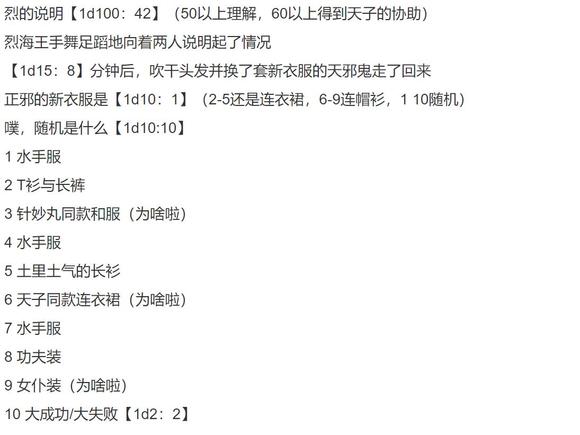 烈的说明【1d100：42】（50以上理解，60以上得到天子的协助）
烈海王手舞足蹈地向着两人说明起了情况
【1d15：8】分钟后，吹干头发并换了套新衣服的天邪鬼走了回来
正邪的新衣服是【1d10：1】（2-5还是连衣裙，6-9连帽衫，1 10随机）
噗，随机是什么【1d10:10】
1 水手服
2 T衫与长裤
3 针妙丸同款和服（为啥啦）
4 水手服
5 土里土气的长衫
6 天子同款连衣裙（为啥啦）
7 水手服
8 功夫装
9 女仆装（为啥啦）
10 大成功/大失败【1d2：2】